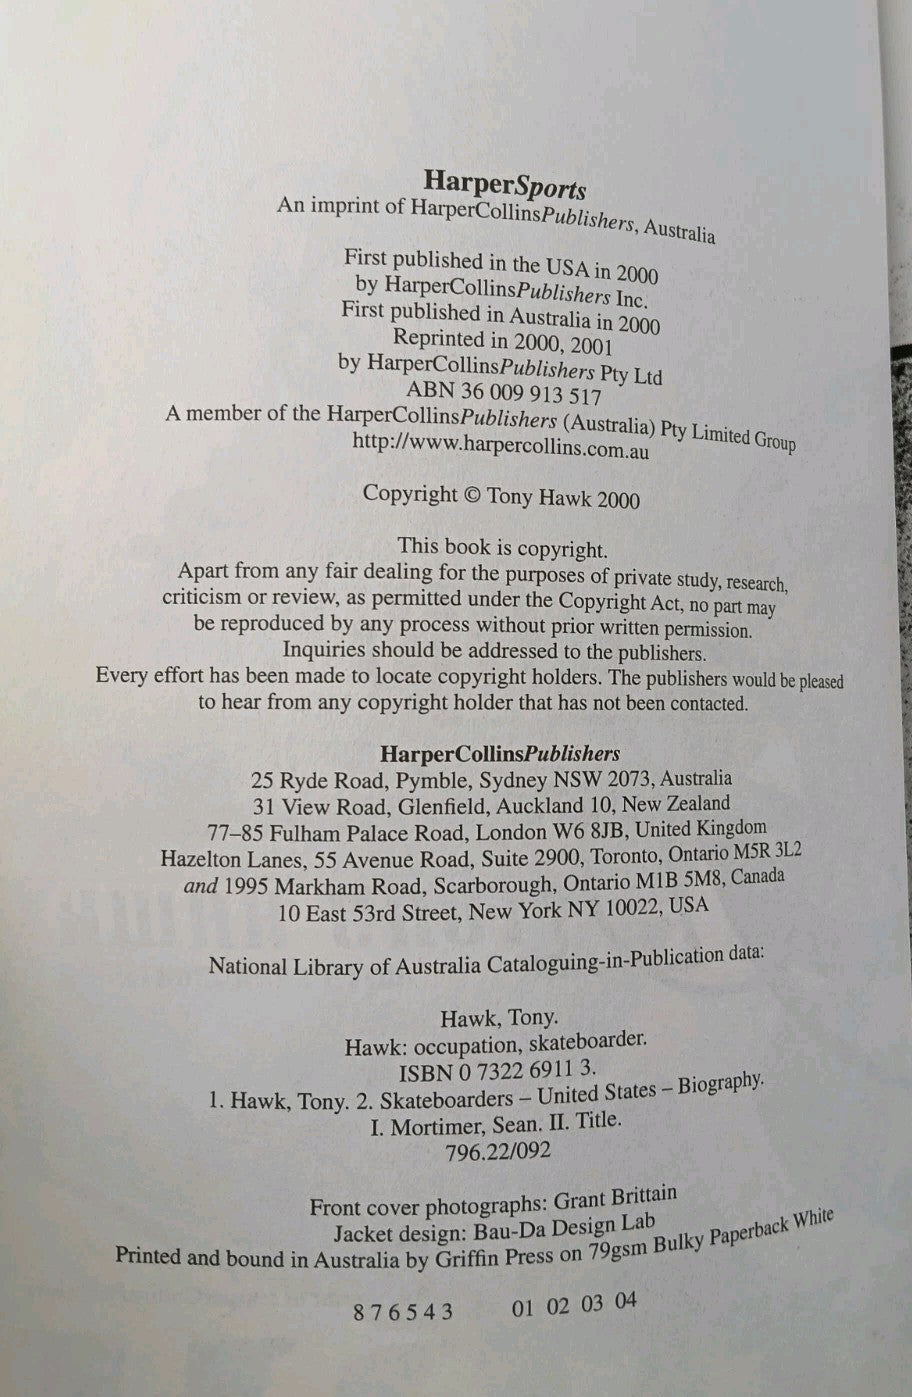 HarperSports
An imprint of HarperCollinsPublishers, Australia
First published in the USA in 2000
by HarperCollinsPublishers Inc.
First published in Australia in 2000
Reprinted in 2000, 2001
by HarperCollinsPublishers Pty Ltd
ABN 36 009 913 517
A member of the HarperCollinsPublishers (Australia) Pty Limited Group
http://www.harpercollins.com.au
Copyright © Tony Hawk 2000
This book is copyright.
Apart from any fair dealing for the purposes of private study, research,
criticism or review, as permitted under the Copyright Act, no part may
be reproduced by any process without prior written permission.
Inquiries should be addressed to the publishers.
Every effort has been made to locate copyright holders. The publishers would be pleased
to hear from any copyright holder that has not been contacted.
HarperCollinsPublishers
25 Ryde Road, Pymble, Sydney NSW 2073, Australia
31 View Road, Glenfield, Auckland 10, New Zealand
77–85 Fulham Palace Road, London W6 8JB, United Kingdom
Hazelton Lanes, 55 Avenue Road, Suite 2900, Toronto, Ontario M5R 3L2
and 1995 Markham Road, Scarborough, Ontario M1B 5M8, Canada
10 East 53rd Street, New York NY 10022, USA
National Library of Australia Cataloguing-in-Publication data:
Hawk, Tony.
Hawk: occupation, skateboarder.
ISBN 0 7322 6911 3.
1. Hawk, Tony. 2. Skateboarders – United States – Biography.
I. Mortimer, Sean. II. Title.
796.22/092
Front cover photographs: Grant Brittain
Jacket design: Bau-Da Design Lab
Printed and bound in Australia by Griffin Press on 79gsm Bulky Paperback White
8 7 6 5 4 3 01 02 03 04